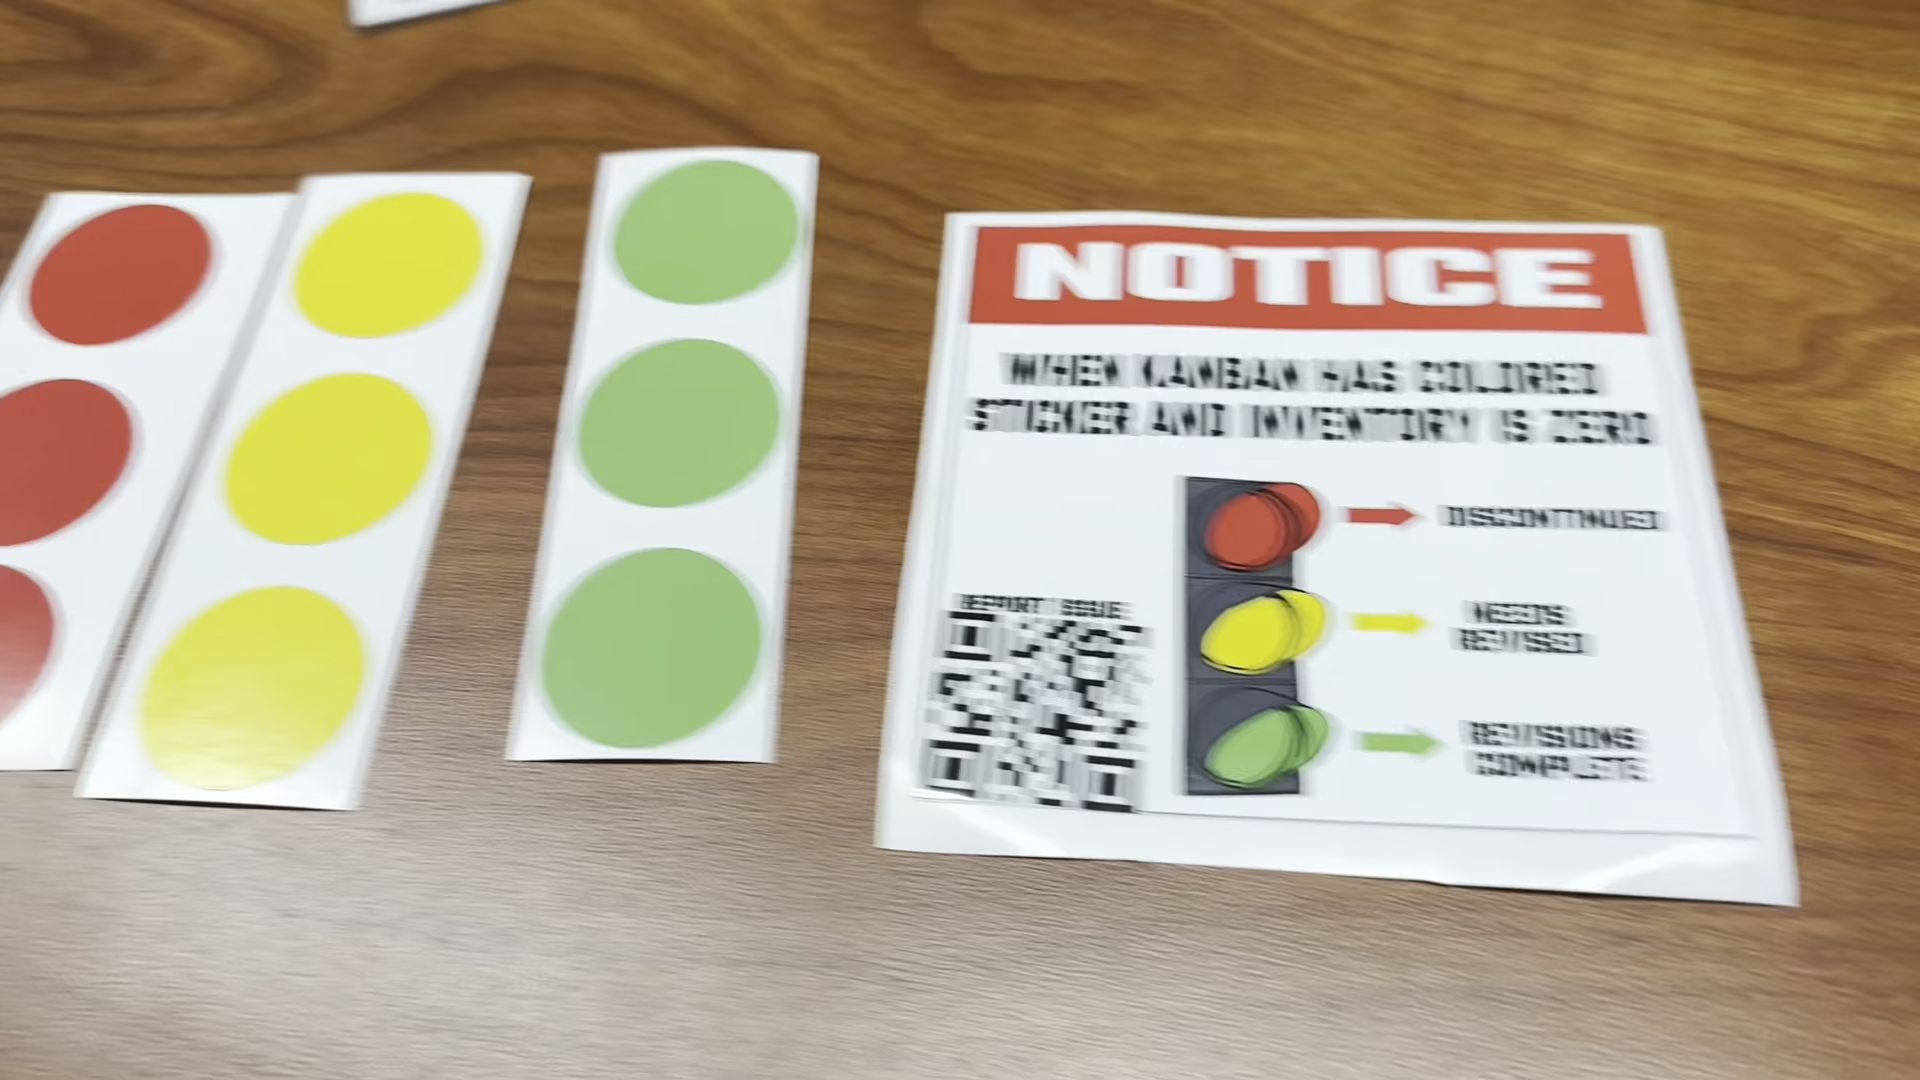 NOTICE
WHEN KANBAN HAS COLORED
STICKER AND INVENTORY IS ZERO
DISCONTINUED
REPORT ISSUE
NEEDS
REVISED
REVISIONS
COMPLETE